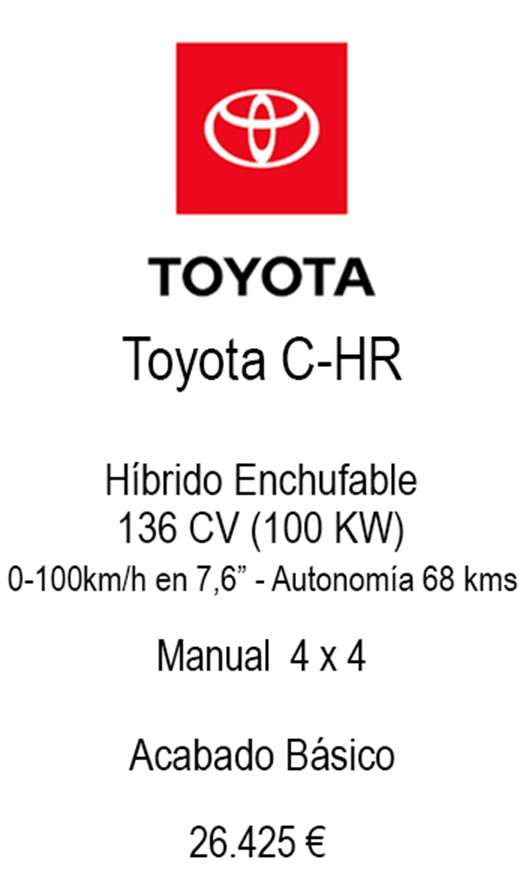 TOYOTA
Toyota C-HR
Híbrido Enchufable
136 CV (100 KW)
0-100km/h en 7,6” - Autonomía 68 kms
Manual 4 x 4
Acabado Básico
26.425 €